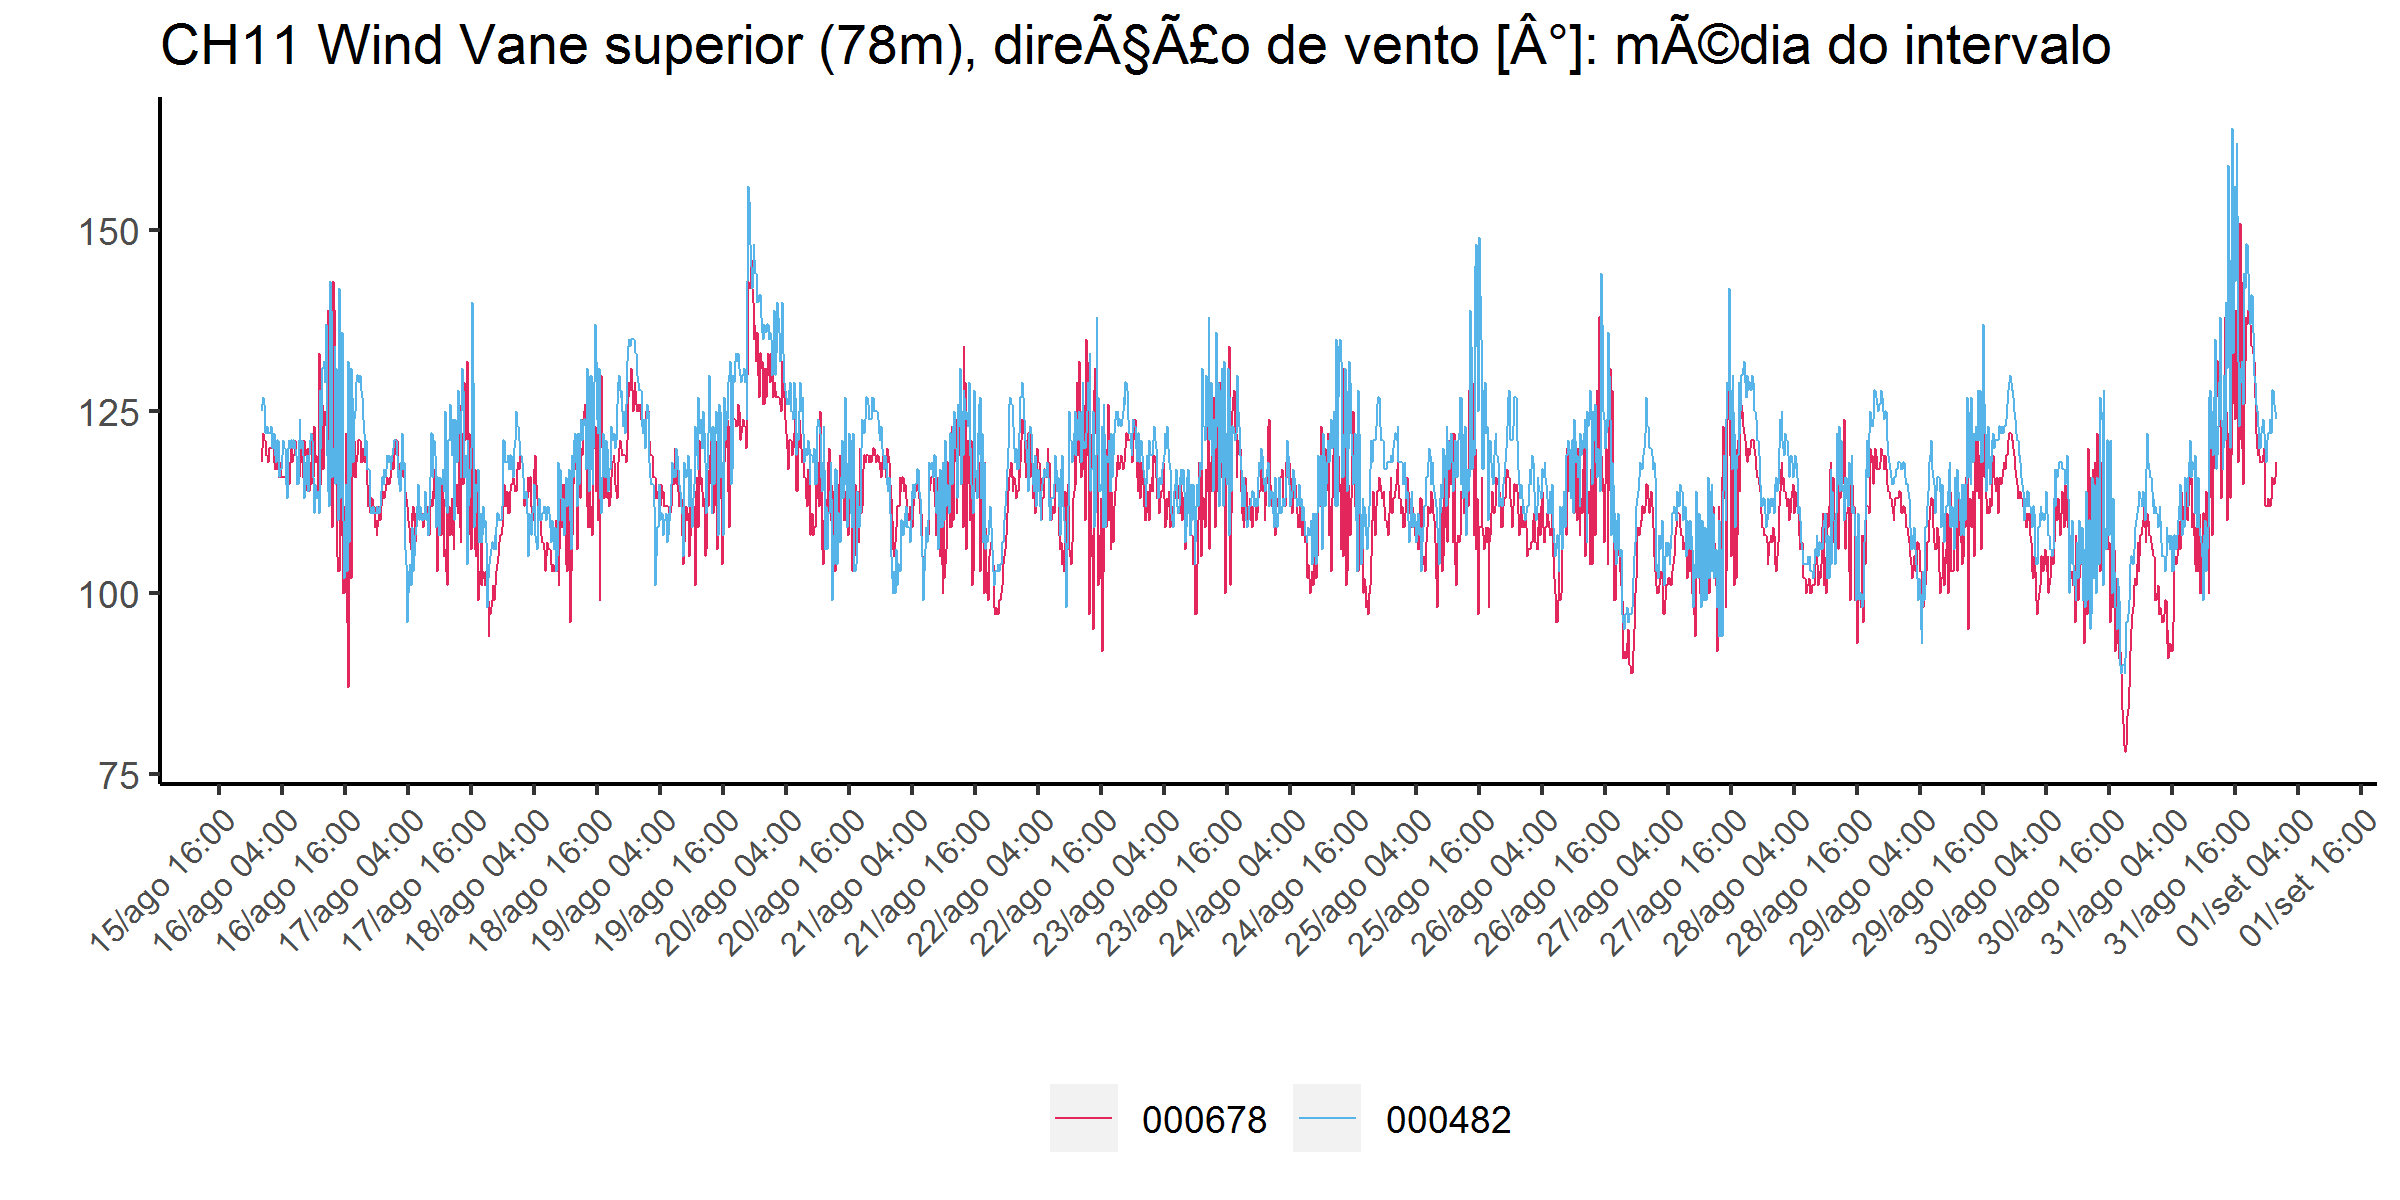 CH11 Wind Vane superior (78m), direÃ§Ã£o de vento [Â°]: mÃ©dia do intervalo
150
125
100
75
15/ago 16:00
16/ago 04:00
16/ago 16:00
17/ago 04:00
17/ago 16:00
18/ago 04:00
18/ago 16:00
19/ago 04:00
19/ago 16:00
20/ago 04:00
20/ago 16:00
21/ago 04:00
21/ago 16:00
22/ago 04:00
22/ago 16:00
23/ago 04:00
23/ago 16:00
24/ago 04:00
24/ago 16:00
25/ago 04:00
25/ago 16:00
26/ago 04:00
26/ago 16:00
27/ago 04:00
27/ago 16:00
28/ago 04:00
28/ago 16:00
29/ago 04:00
29/ago 16:00
30/ago 04:00
30/ago 16:00
31/ago 04:00
31/ago 16:00
01/set 04:00
01/set 16:00
000678
000482